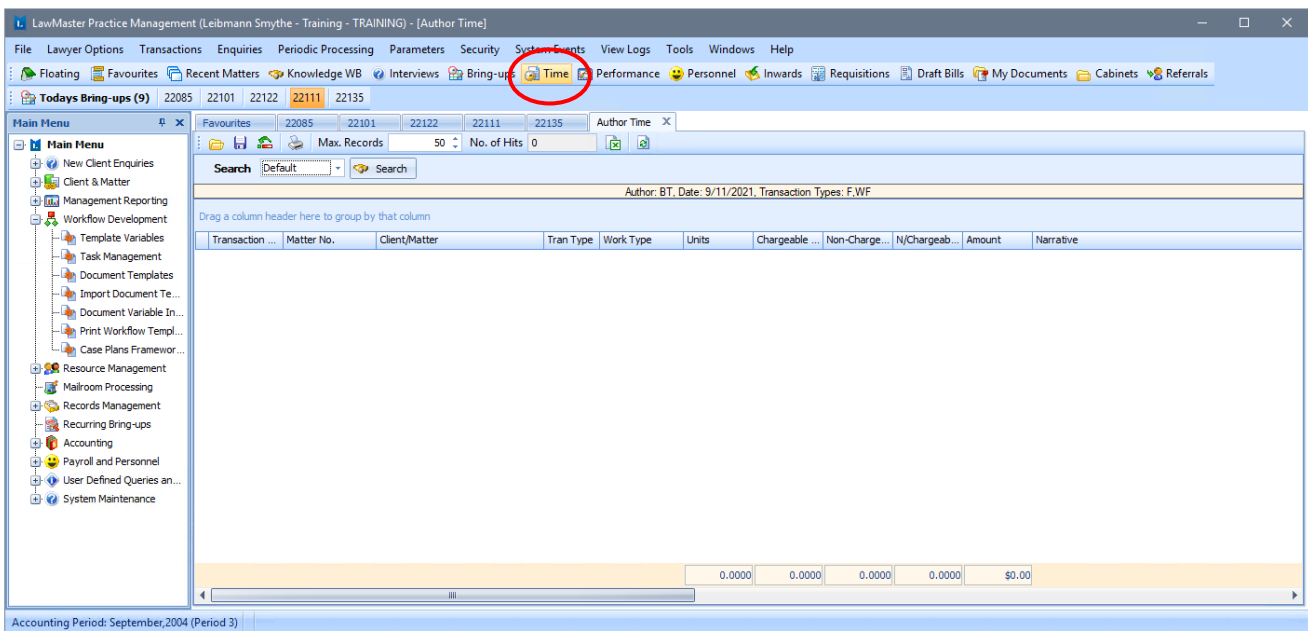 LawMaster Practice Management (Leibmann Smythe - Training - TRAINING) - [Author Time]
File Lawyer Options Transactions Enquiries Periodic Processing Parameters Security System Events View Logs Tools Windows Help
Floating Favourites Recent Matters Knowledge WB Interviews Bring-ups Time Performance Personnel Inwards Requisitions Draft Bills My Documents Cabinets Referrals
Todays Bring-ups (9) 22085 22101 22122 22111 22135
Main Menu
Favourites 22085 22101 22122 22111 22135 Author Time X
Main Menu
Max. Records 50 No. of Hits 0
New Client Enquiries
Search Default Search
Client & Matter
Author: BT, Date: 9/11/2021, Transaction Types: F,WF
Management Reporting
Workflow Development
Drag a column header here to group by that column
Template Variables
Transaction ... Matter No. Client/Matter Tran Type Work Type Units Chargeable ... Non-Charge... N/Chargeab... Amount Narrative
Task Management
Document Templates
Import Document Te...
Document Variable In...
Print Workflow Templ...
Case Plans Framewor...
Resource Management
Mailroom Processing
Records Management
Recurring Bring-ups
Accounting
Payroll and Personnel
User Defined Queries an...
System Maintenance
0.0000 0.0000 0.0000 0.0000 $0.00
Accounting Period: September,2004 (Period 3)